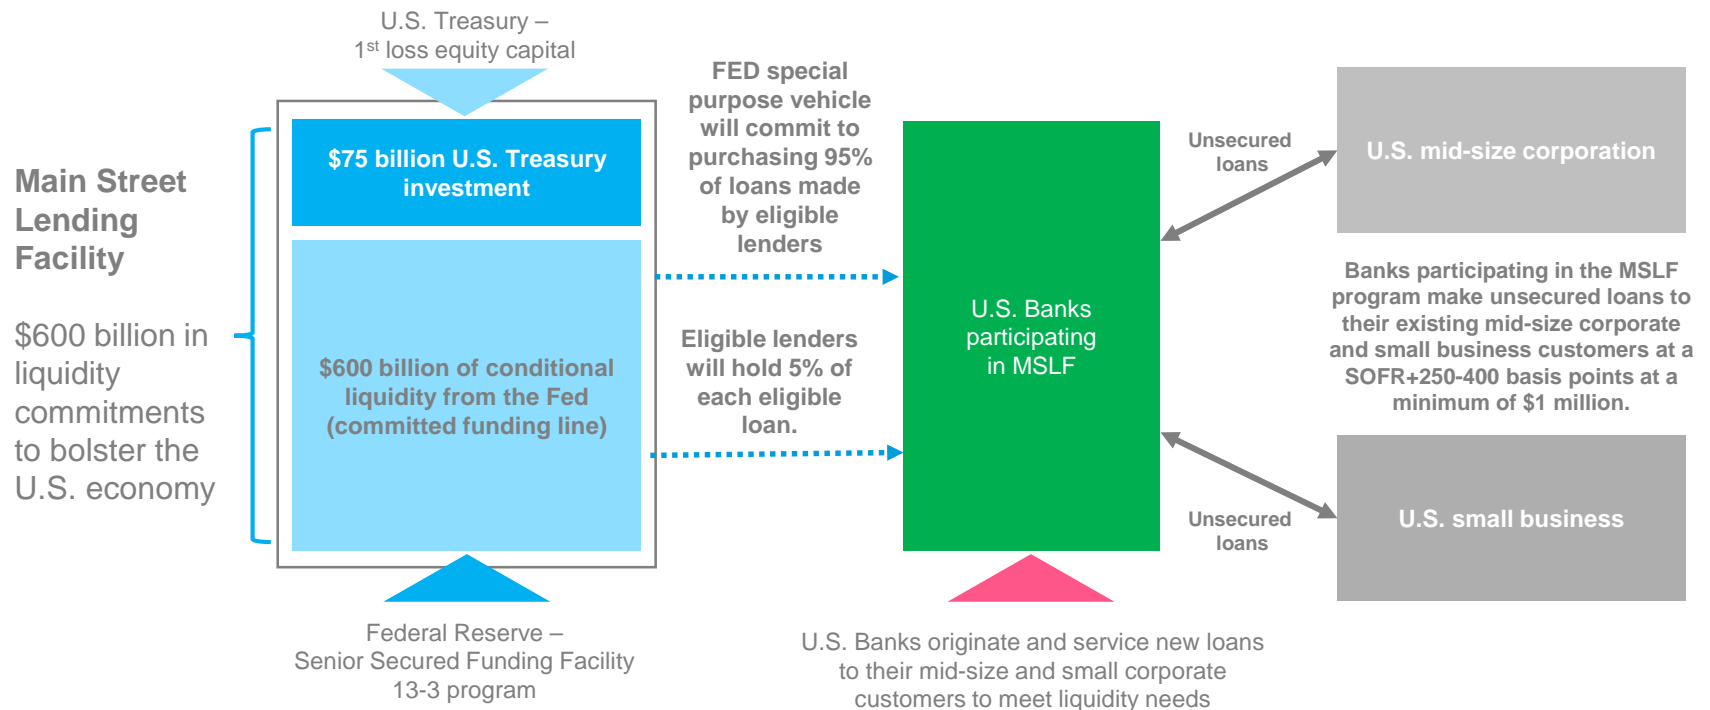 U.S. Treasury –
1st loss equity capital
Main Street
Lending
Facility
$600 billion in
liquidity
commitments
to bolster the
U.S. economy
$75 billion U.S. Treasury
investment
$600 billion of conditional
liquidity from the Fed
(committed funding line)
Federal Reserve –
Senior Secured Funding Facility
13-3 program
FED special
purpose vehicle
will commit to
purchasing 95%
of loans made
by eligible
lenders
Eligible lenders
will hold 5% of
each eligible
loan.
U.S. Banks
participating
in MSLF
U.S. Banks originate and service new loans
to their mid-size and small corporate
customers to meet liquidity needs
Unsecured
loans
U.S. mid-size corporation
Banks participating in the MSLF
program make unsecured loans to
their existing mid-size corporate
and small business customers at a
SOFR+250-400 basis points at a
minimum of $1 million.
Unsecured
loans
U.S. small business